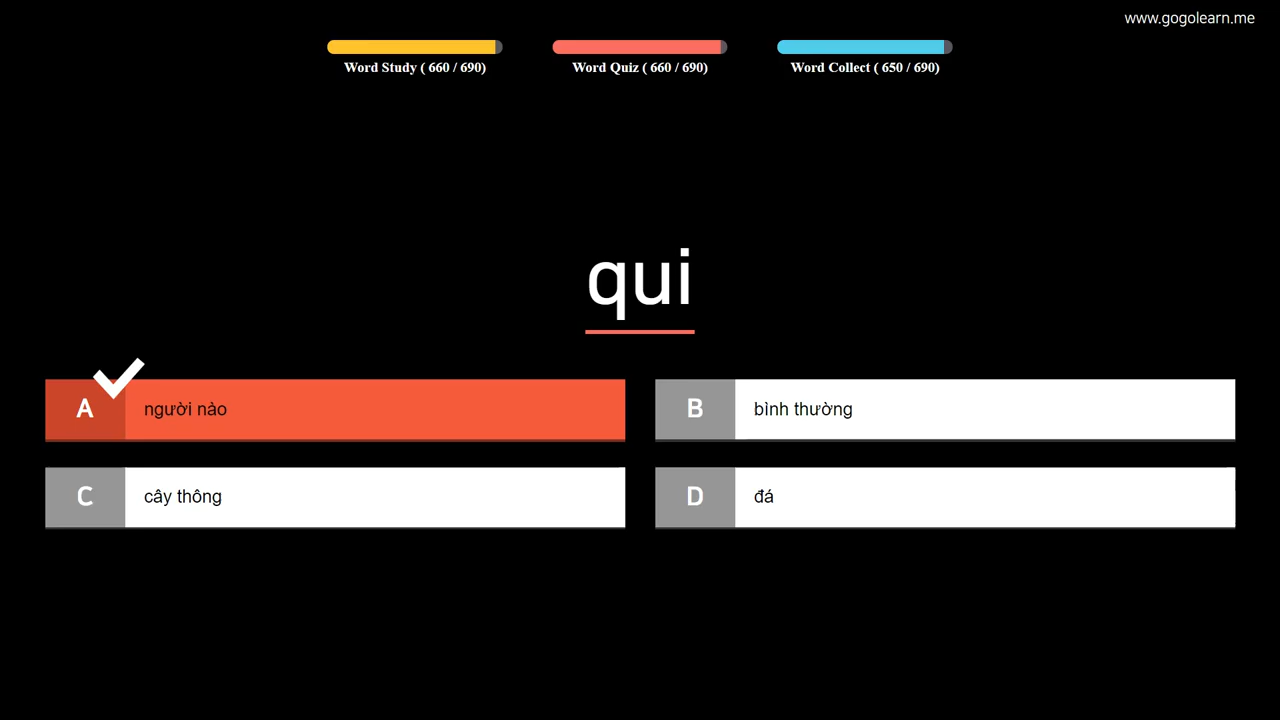 www.gogolearn.me
Word Study ( 660 / 690)
Word Quiz ( 660 / 690)
Word Collect ( 650 / 690)
qui
A người nào
B bình thường
C cây thông
D đá